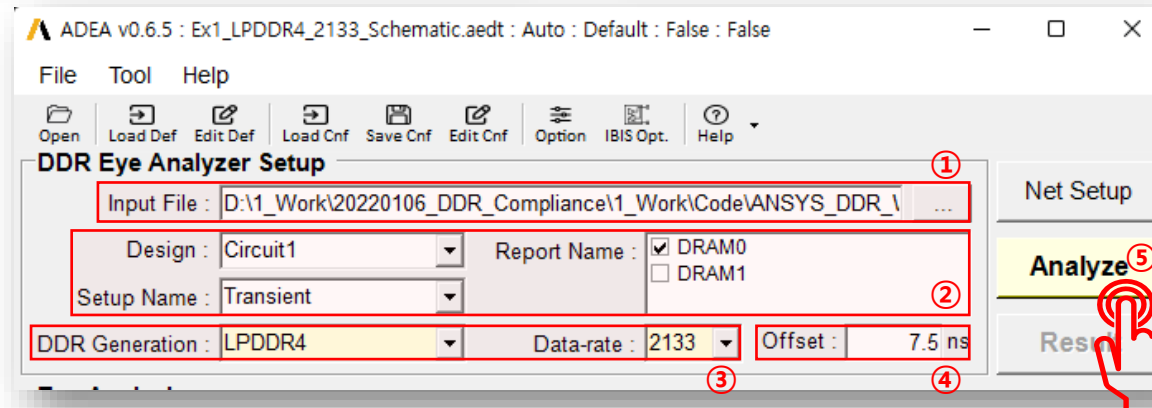 ADEA v0.6.5 : Ex1_LPDDR4_2133_Schematic.aedt : Auto : Default : False : False
File Tool Help
Open Load Def Edit Def Load Cnf Save Cnf Edit Cnf Option IBIS Opt. Help
DDR Eye Analyzer Setup
①
Input File : D:\1_Work\20220106_DDR_Compliance\1_Work\Code\ANSYS_DDR_\ ... Net Setup
Design : Circuit1 Report Name : DRAM0
DRAM1
Analyze ⑤
Setup Name : Transient ②
DDR Generation : LPDDR4 Data-rate : 2133 Offset : 7.5 ns
③ ④